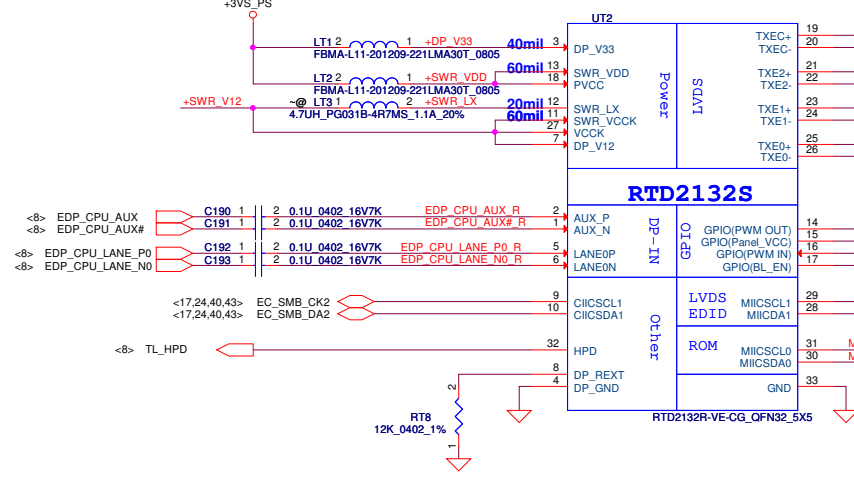 +3VS_PS
UT2
LT1 2 1 +DP_V33 40mil 3 DP_V33
FBMA-L11-201209-221LMA30T_0805
LT2 2 1 +SWR_VDD 60mil 13 SWR_VDD
18 PVCC
FBMA-L11-201209-221LMA30T_0805
+SWR_V12 ~@ LT3 1 2 +SWR_LX 20mil 12 SWR_LX
4.7UH_PG031B-4R7MS_1.1A_20% 60mil 11 SWR_VCCK
27 VCCK
7 DP_V12
Power
LVDS
TXEC+ 19
TXEC- 20
TXE2+ 21
TXE2- 22
TXE1+ 23
TXE1- 24
TXE0+ 25
TXE0- 26
RTD2132S
<8> EDP_CPU_AUX C190 1 2 0.1U_0402_16V7K EDP_CPU_AUX_R 2 AUX_P
<8> EDP_CPU_AUX# C191 1 2 0.1U_0402_16V7K EDP_CPU_AUX#_R 1 AUX_N
<8> EDP_CPU_LANE_P0 C192 1 2 0.1U_0402_16V7K EDP_CPU_LANE_P0_R 5 LANE0P
<8> EDP_CPU_LANE_N0 C193 1 2 0.1U_0402_16V7K EDP_CPU_LANE_N0_R 6 LANE0N
DP-IN
GPIO
GPIO(PWM OUT) 14
GPIO(Panel_VCC) 15
GPIO(PWM IN) 16
GPIO(BL_EN) 17
<17,24,40,43> EC_SMB_CK2 9 CIICSCL1
<17,24,40,43> EC_SMB_DA2 10 CIICSDA1
LVDS
EDID
MIICSCL1 29
MIICDA1 28
Other
<8> TL_HPD 32 HPD
ROM
MIICSCL0 31
MIICSDA0 30
8 DP_REXT
4 DP_GND
GND 33
2
RT8
12K_0402_1%
1
RTD2132R-VE-CG_QFN32_5X5